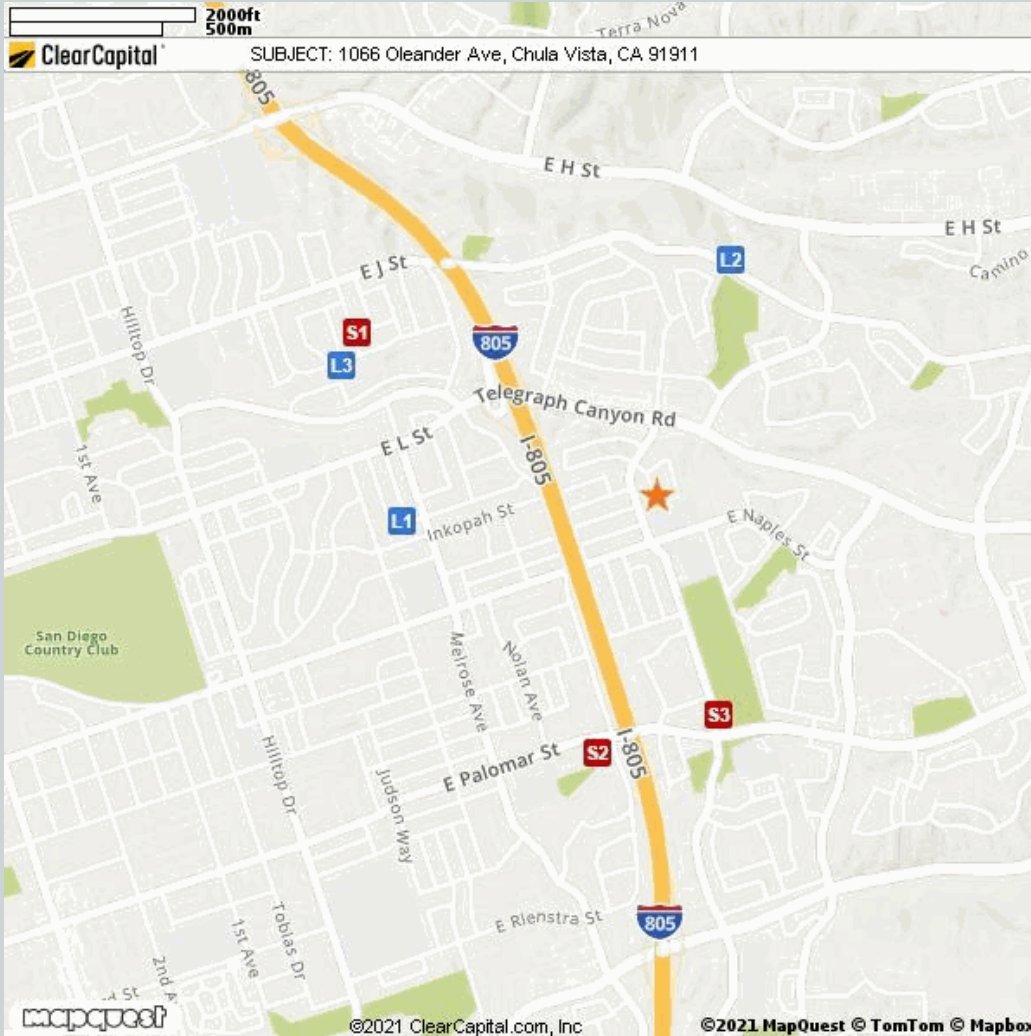 2000ft
500m
Terra Nova
ClearCapital
SUBJECT: 1066 Oleander Ave, Chula Vista, CA 91911
805
E H St
E H St
Camino
E J St
L2
Hilltop Dr
S1
L3
805
Telegraph Canyon Rd
E L St
1st Ave
I-805
L1
Inkopah St
E Naples St
San Diego
Country Club
Melrose Ave
Nolan Ave
S3
S2
I-805
E Palomar St
Hilltop Dr
Judson Way
E Rienstra St
805
1st Ave
Tobias Dr
2nd A
d St
mapquest
©2021 ClearCapital.com, Inc
©2021 MapQuest © TomTom © Mapbox